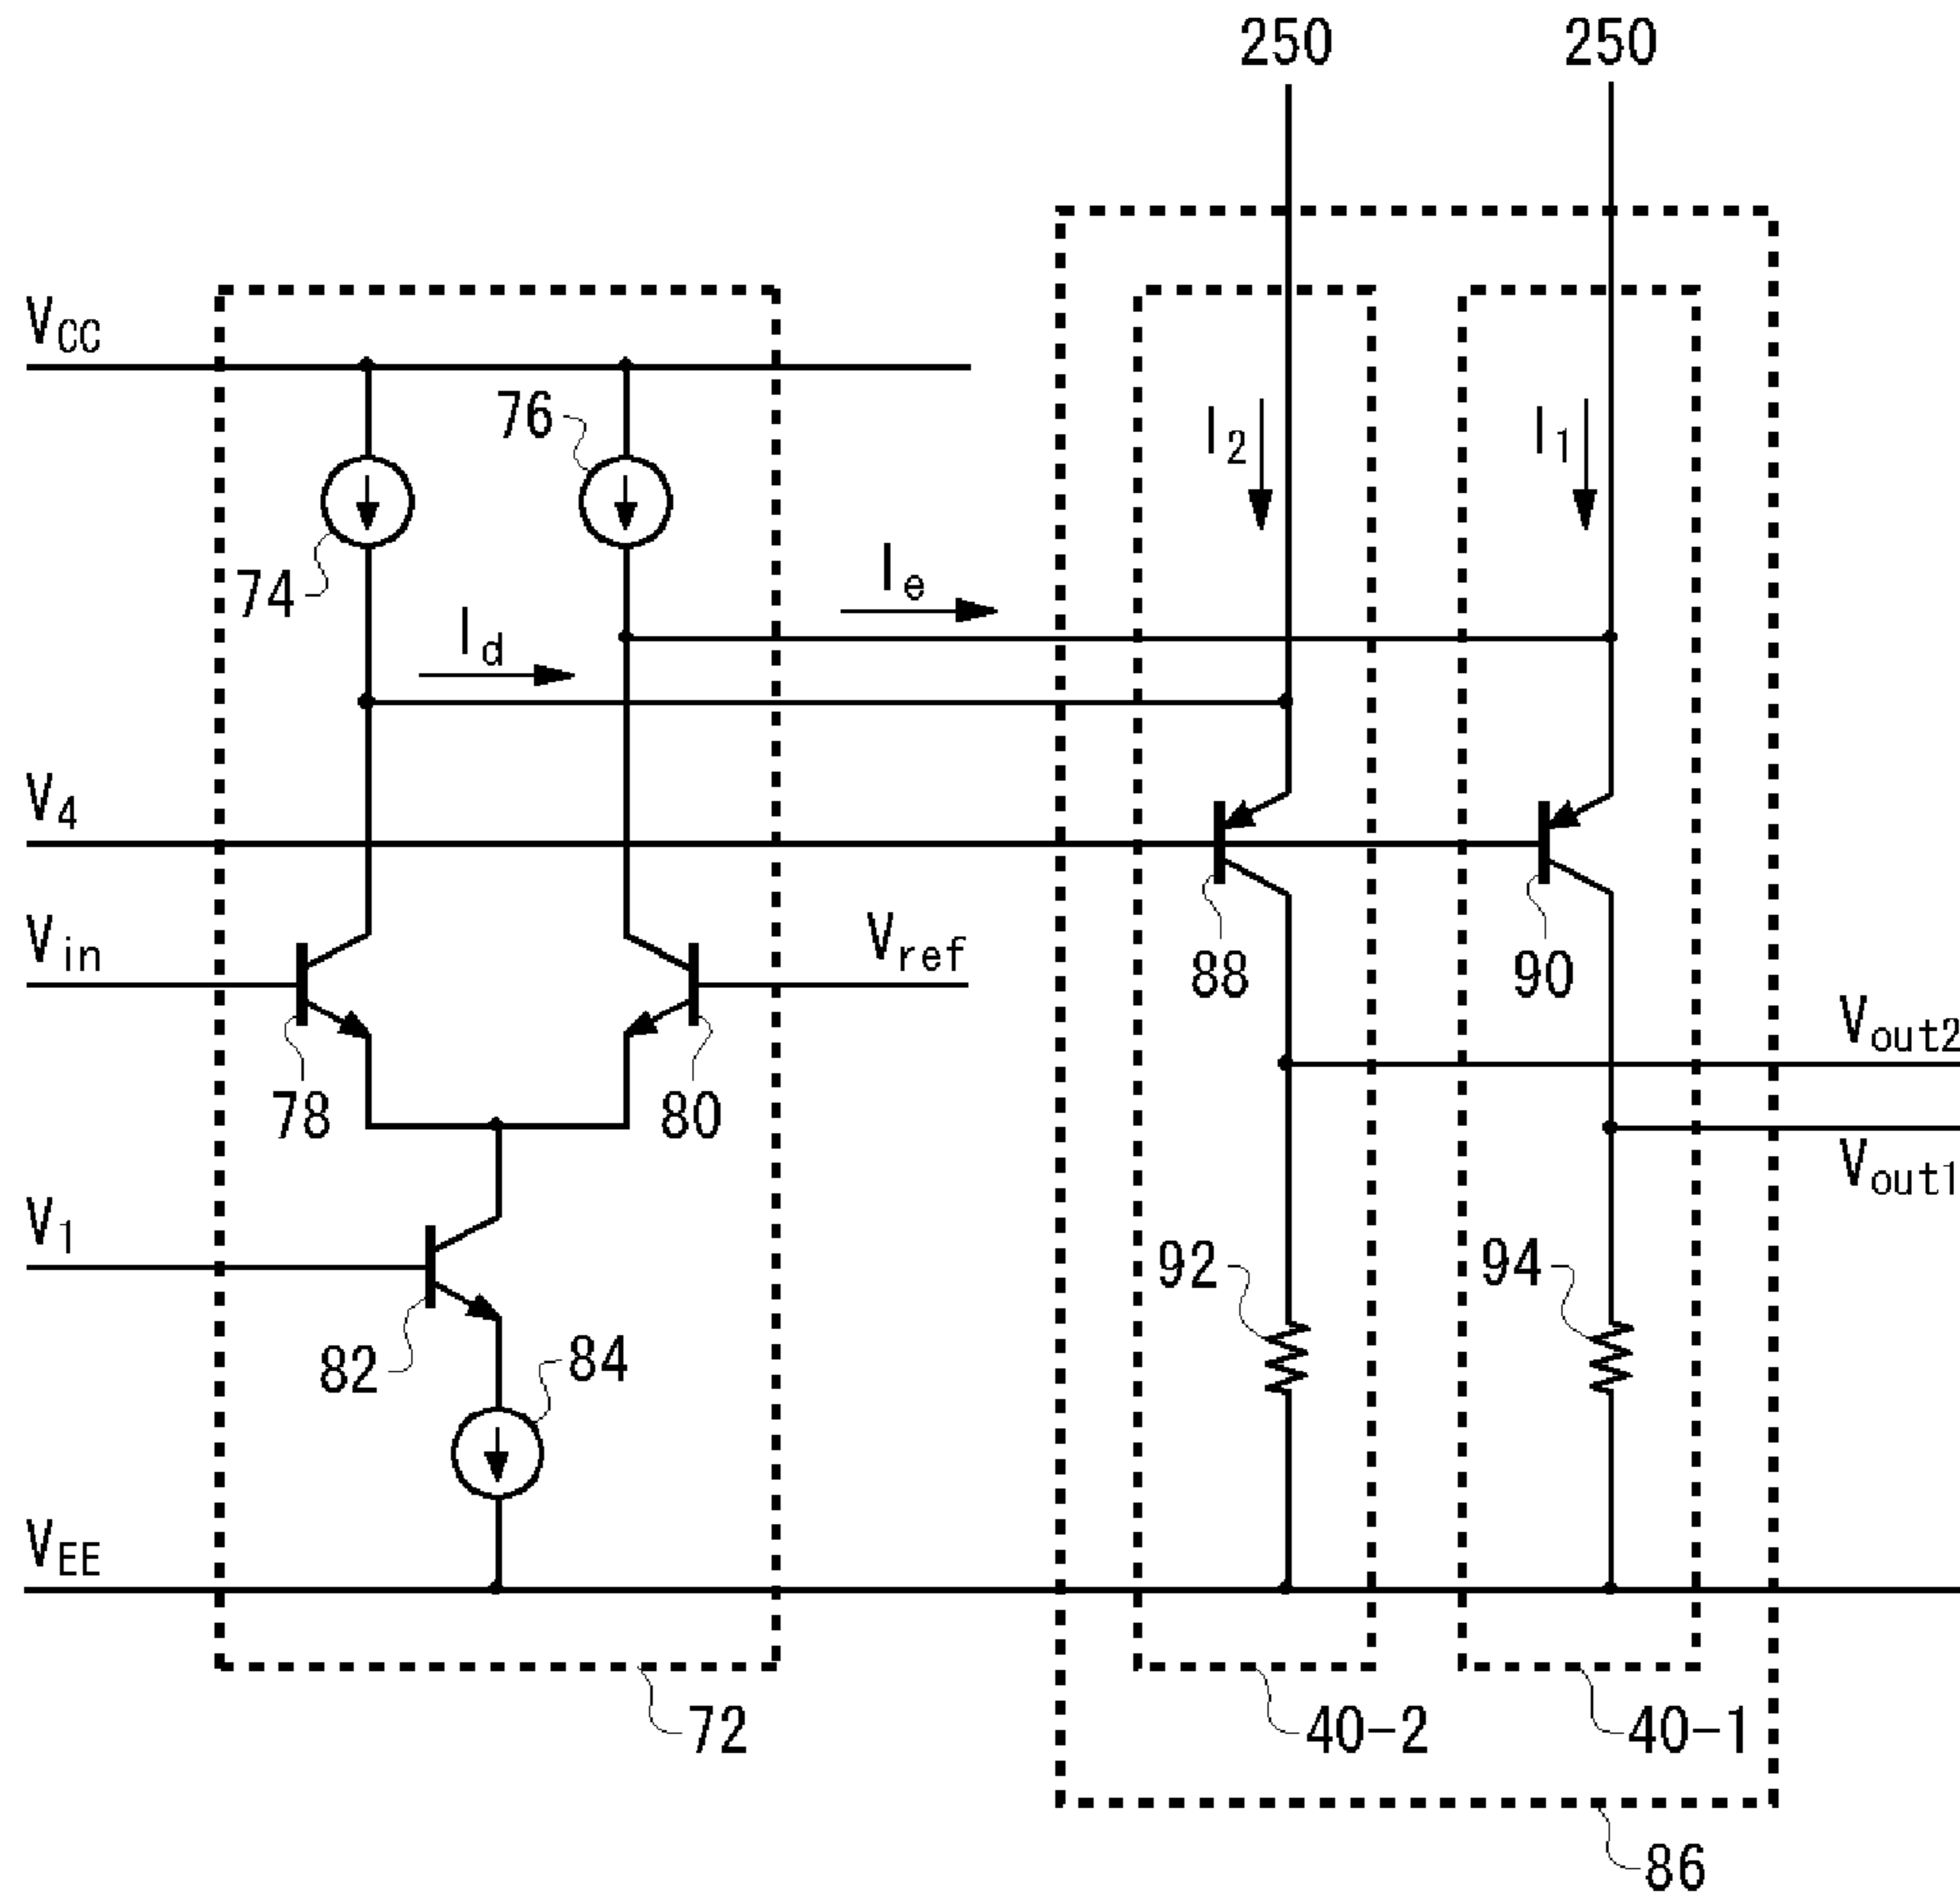 250 250
VCC
76
I2 I1
74
Ie
Id
V4
Vin
Vref
88 90
Vout2
78 80
Vout1
V1
92 94
82 84
VEE
72 40-2 40-1
86